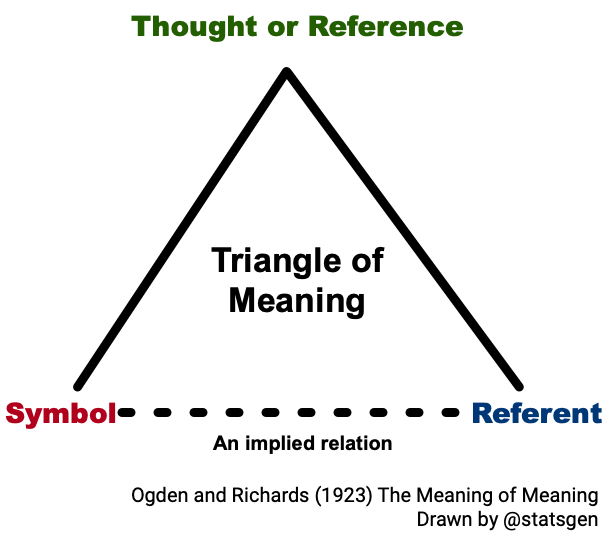 Thought or Reference
Triangle of
Meaning
Symbol
Referent
An implied relation
Ogden and Richards (1923) The Meaning of Meaning
Drawn by @statsgen